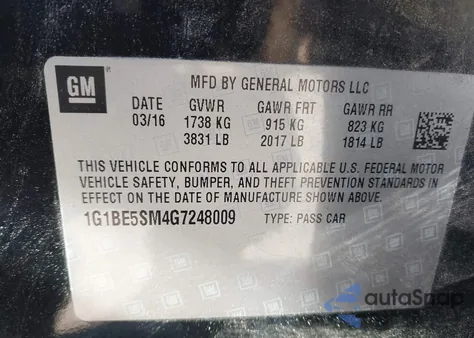 GM
MFD BY GENERAL MOTORS LLC
DATE GVWR GAWR FRT GAWR RR
03/16 1738 KG 915 KG 823 KG
3831 LB 2017 LB 1814 LB
THIS VEHICLE CONFORMS TO ALL APPLICABLE U.S. FEDERAL MOTOR
VEHICLE SAFETY, BUMPER, AND THEFT PREVENTION STANDARDS
IN EFFECT ON THE DATE OF MANUFACTURE SHOWN ABOVE.
1G1BE5SM4G7248009 TYPE: PASS CAR
autoSnap